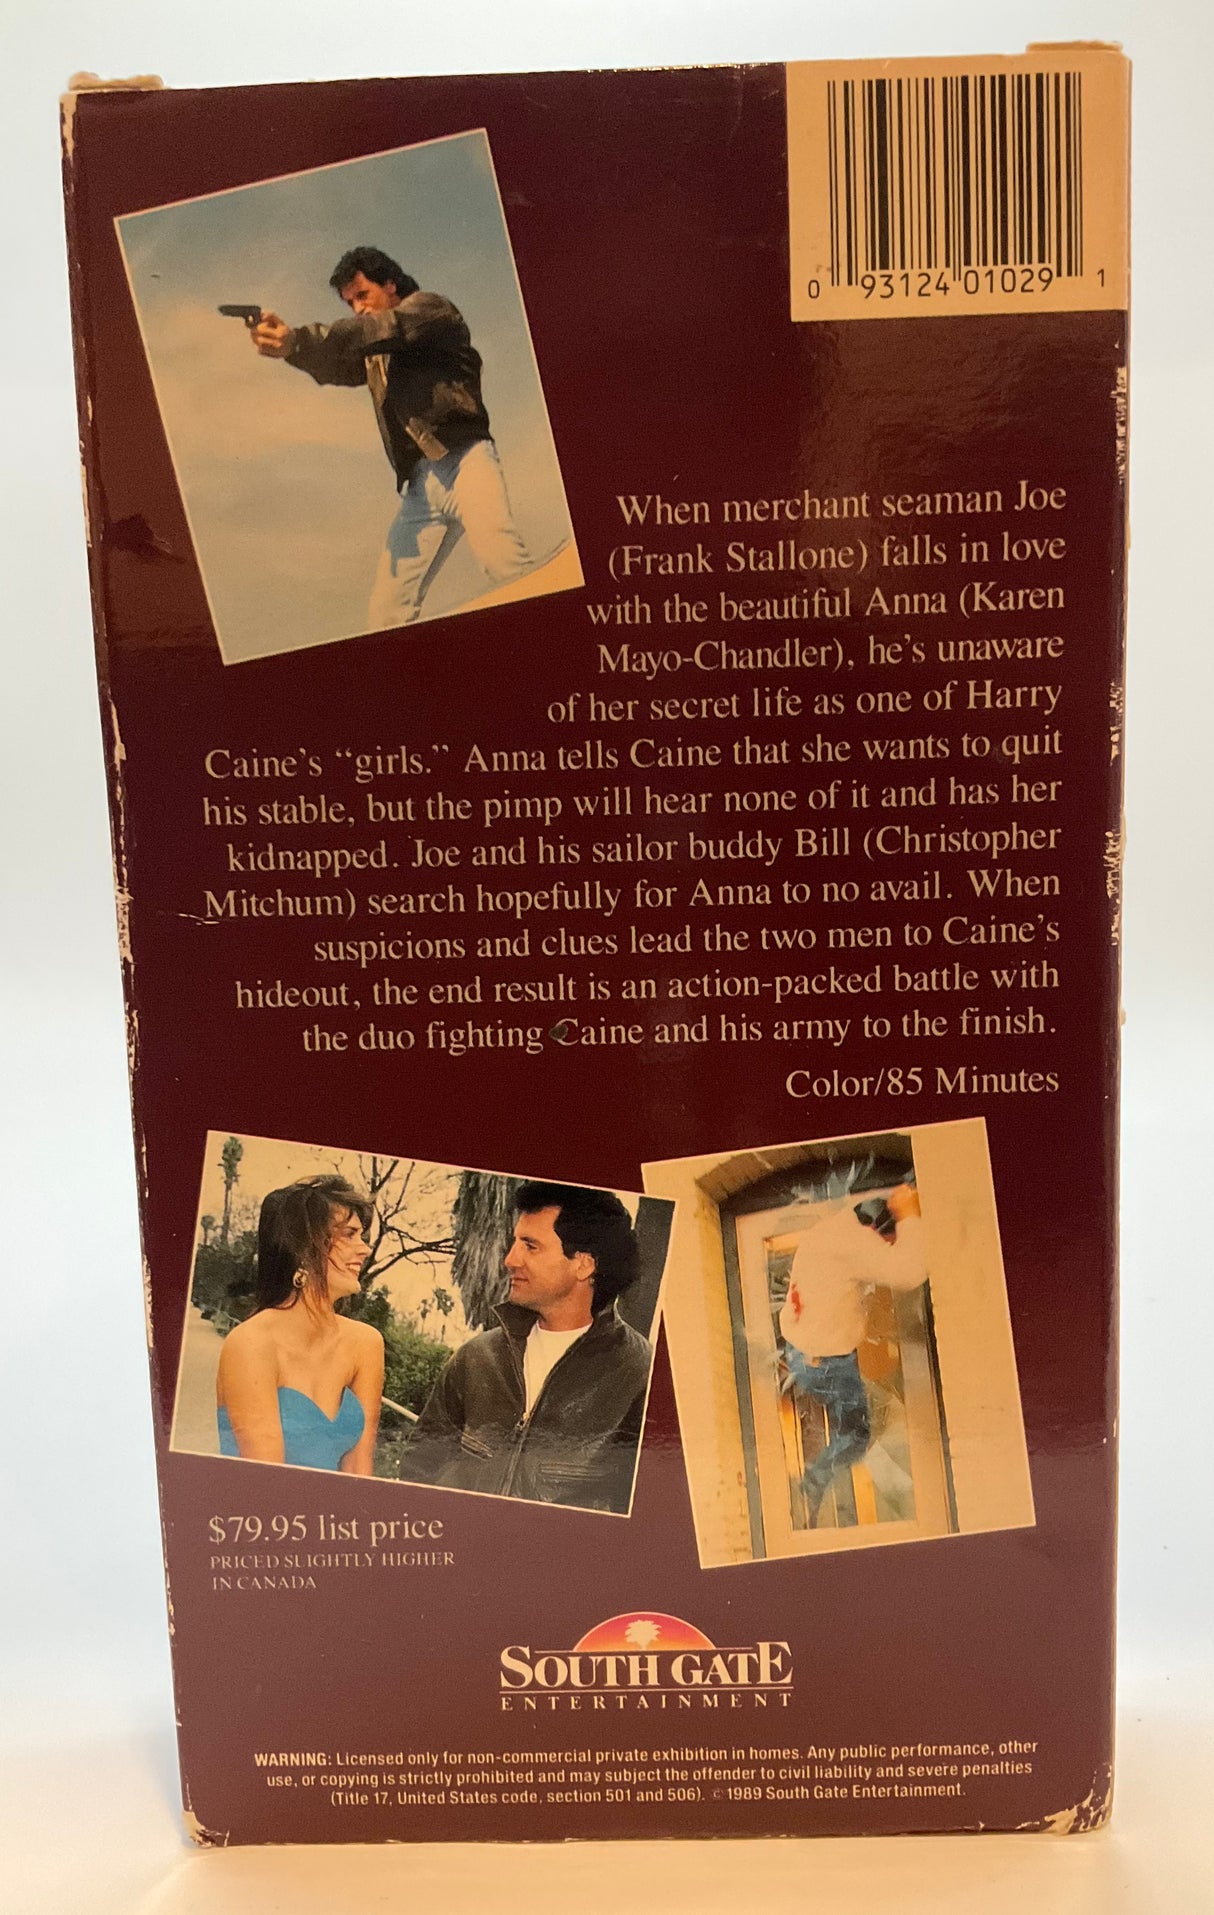 0 93124 01029 1
When merchant seaman Joe
(Frank Stallone) falls in love
with the beautiful Anna (Karen
Mayo-Chandler), he's unaware
of her secret life as one of Harry
Caine's “girls.” Anna tells Caine that she wants to quit
his stable, but the pimp will hear none of it and has her
kidnapped. Joe and his sailor buddy Bill (Christopher
Mitchum) search hopefully for Anna to no avail. When
suspicions and clues lead the two men to Caine's
hideout, the end result is an action-packed battle with
the duo fighting Caine and his army to the finish.
Color/85 Minutes
$79.95 list price
PRICED SLIGHTLY HIGHER
IN CANADA
SOUTH GATE
ENTERTAINMENT
WARNING: Licensed only for non-commercial private exhibition in homes. Any public performance, other
use, or copying is strictly prohibited and may subject the offender to civil liability and severe penalties
(Title 17, United States code, section 501 and 506). © 1989 South Gate Entertainment.